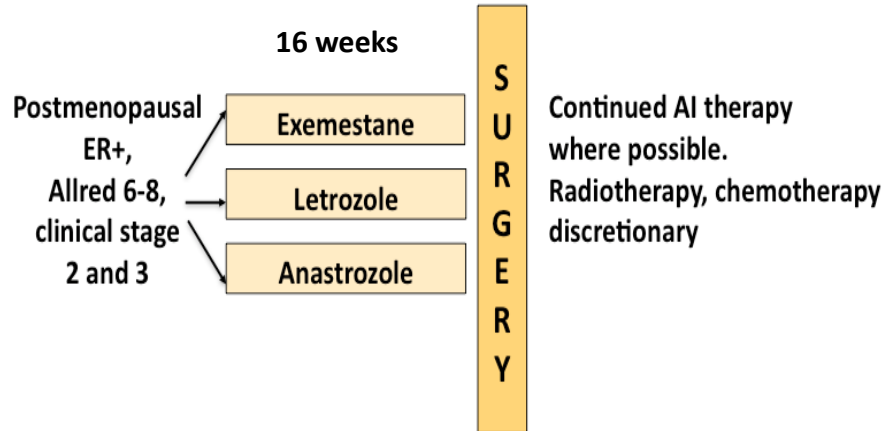 16 weeks
Postmenopausal
ER+,
Allred 6-8,
clinical stage
2 and 3
Exemestane
Letrozole
Anastrozole
S
U
R
G
E
R
Y
Continued AI therapy
where possible.
Radiotherapy, chemotherapy
discretionary